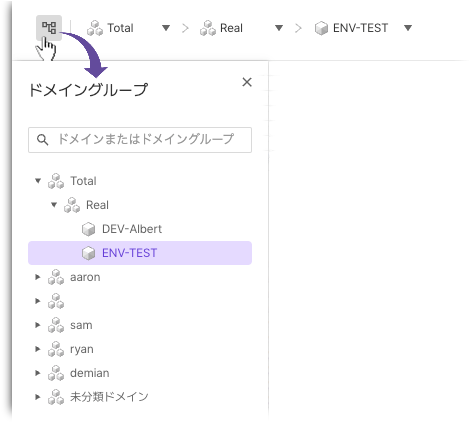 Total Real ENV-TEST
ドメイングループ
ドメインまたはドメイングループ
Total
Real
DEV-Albert
ENV-TEST
aaron
sam
ryan
demian
未分類ドメイン